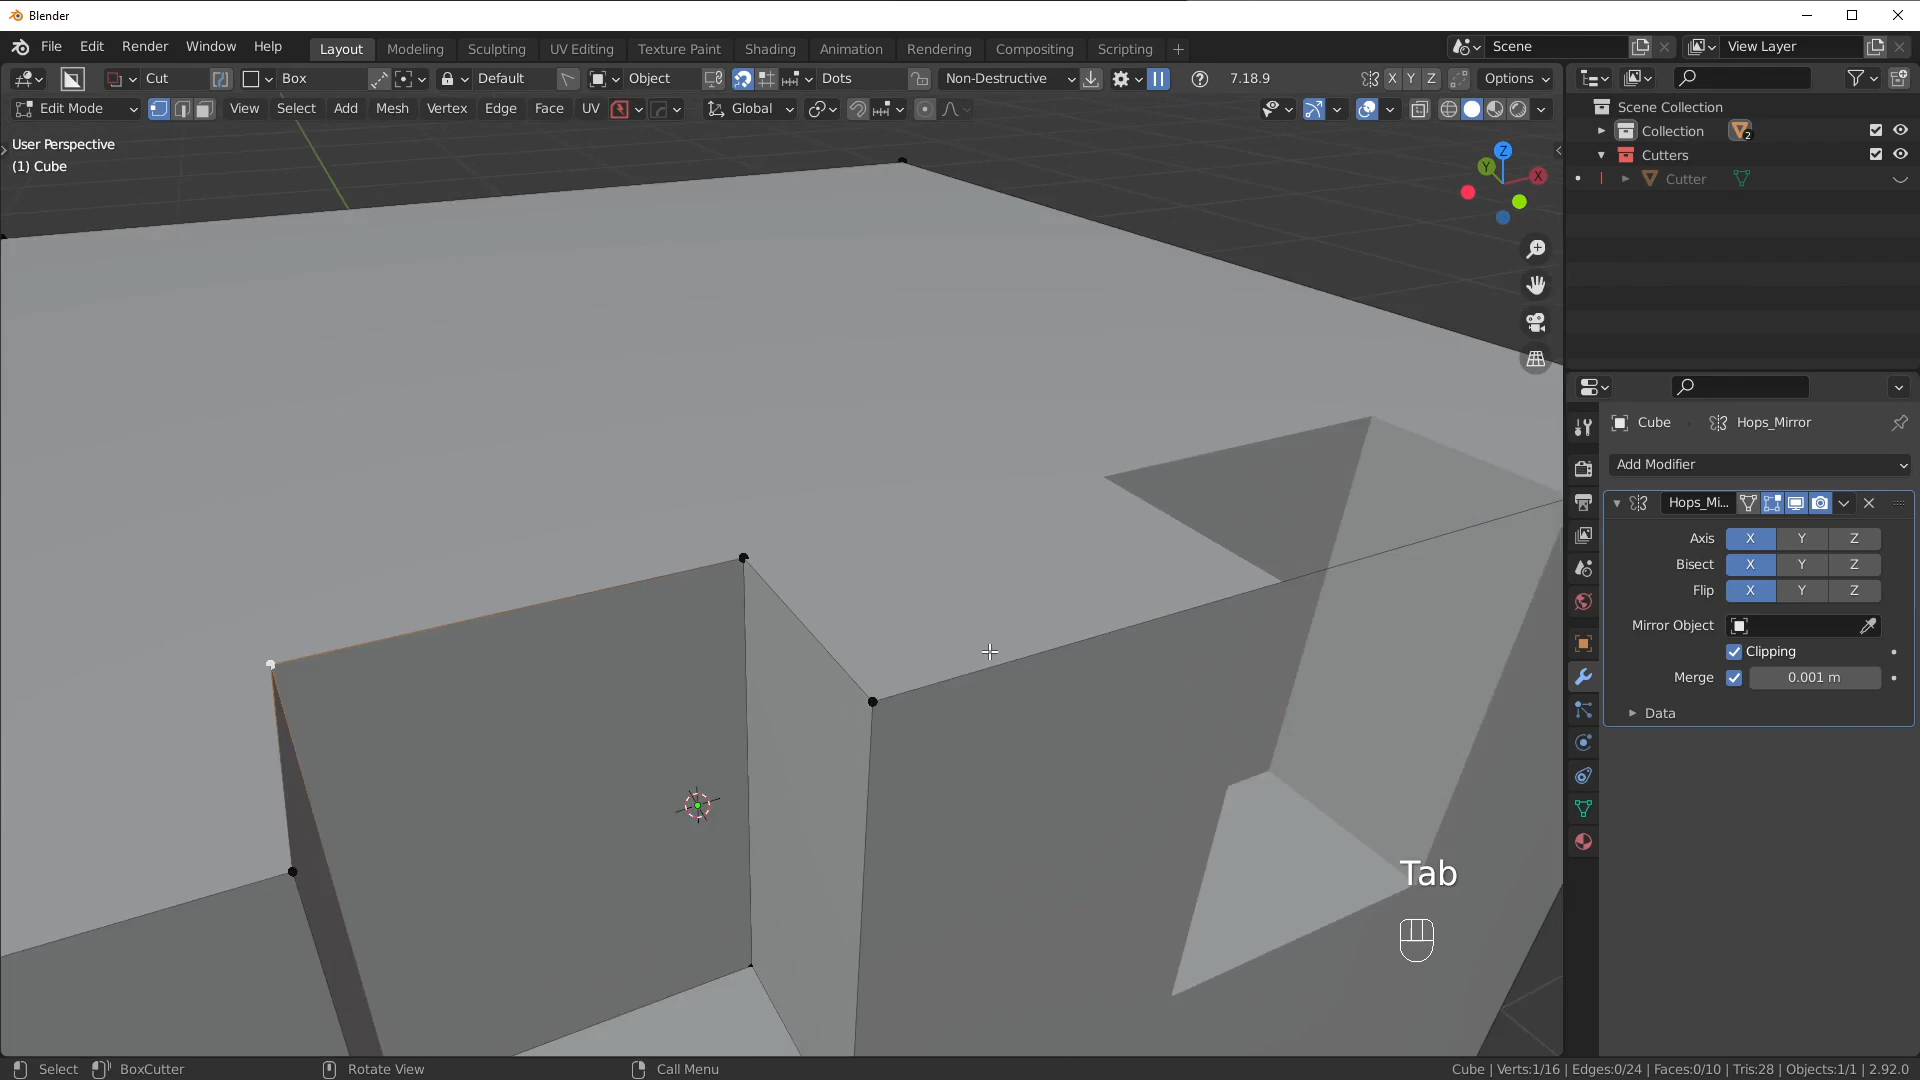 Blender
File Edit Render Window Help Layout Modeling Sculpting UV Editing Texture Paint Shading Animation Rendering Compositing Scripting Scene View Layer
Cut Box Default Object Dots Non-Destructive 7.18.9 X Y Z Options
Edit Mode View Select Add Mesh Vertex Edge Face UV Global
User Perspective
(1) Cube
Z
Y
X
Scene Collection
Collection 2
Cutters
Cutter
Cube Hops_Mirror
Add Modifier
Hops_Mi...
Axis X Y Z
Bisect X Y Z
Flip X Y Z
Mirror Object
Clipping
Merge 0.001 m
Data
Tab
Select BoxCutter Rotate View Call Menu Cube | Verts:1/16 | Edges:0/24 | Faces:0/10 | Tris:28 | Objects:1/1 | 2.92.0